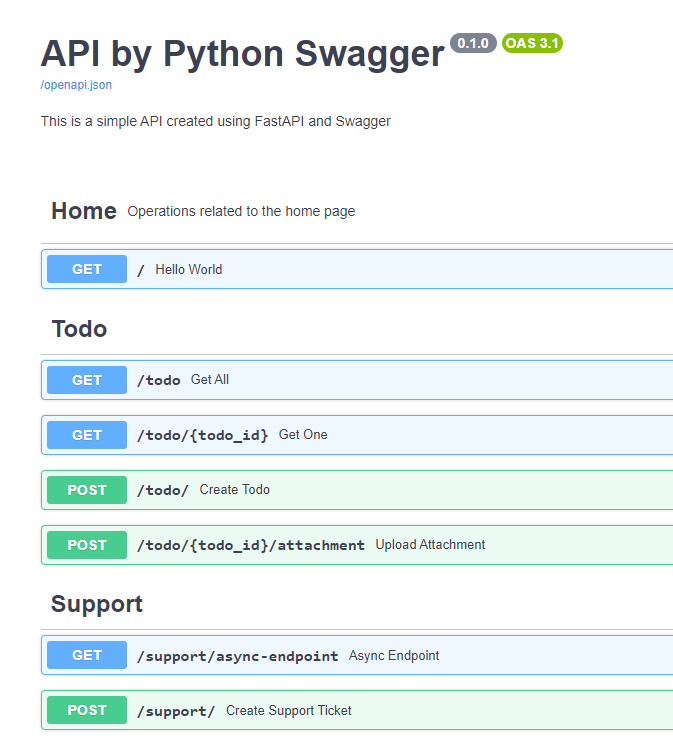 API by Python Swagger 0.1.0 OAS 3.1
/openapi.json
This is a simple API created using FastAPI and Swagger
Home Operations related to the home page
GET / Hello World
Todo
GET /todo Get All
GET /todo/{todo_id} Get One
POST /todo/ Create Todo
POST /todo/{todo_id}/attachment Upload Attachment
Support
GET /support/async-endpoint Async Endpoint
POST /support/ Create Support Ticket